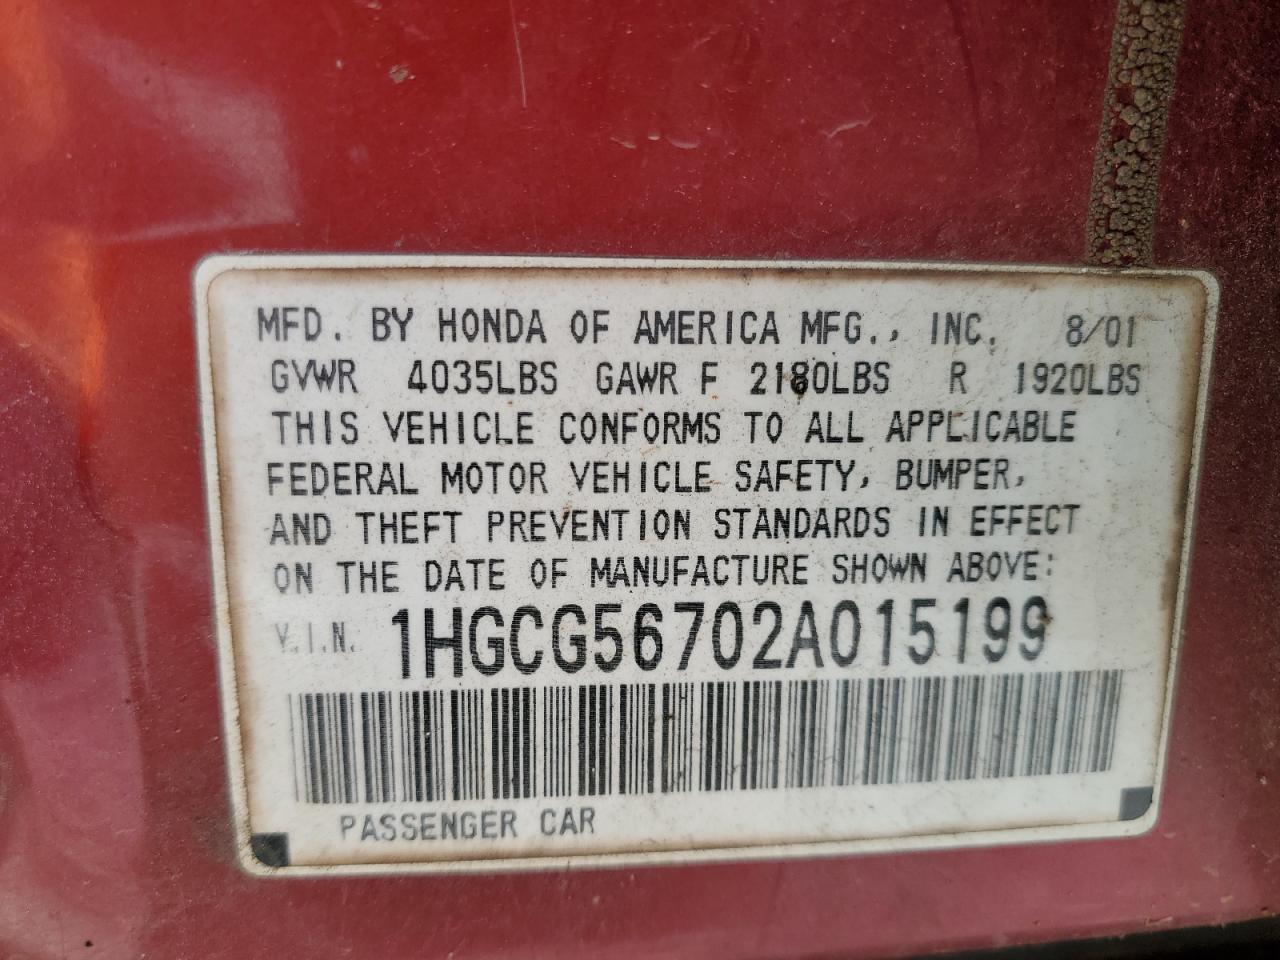 MFD. BY HONDA OF AMERICA MFG., INC. 8/01
GVWR 4035LBS GAWR F 2180LBS R 1920LBS
THIS VEHICLE CONFORMS TO ALL APPLICABLE
FEDERAL MOTOR VEHICLE SAFETY, BUMPER,
AND THEFT PREVENTION STANDARDS IN EFFECT
ON THE DATE OF MANUFACTURE SHOWN ABOVE:
V.I.N. 1HGCG56702A015199
PASSENGER CAR